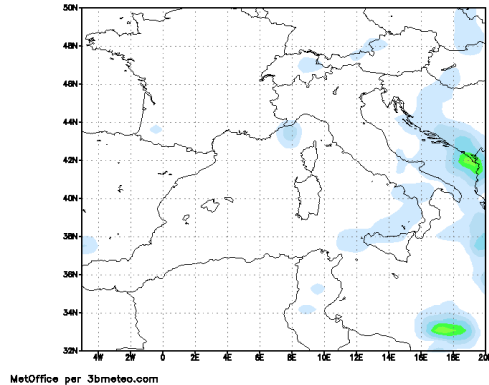 50N
48N
46N
44N
42N
40N
38N
36N
34N
32N
4W 2W 0 2E 4E 6E 8E 10E 12E 14E 16E 18E 20E
MetOffice per 3bmeteo.com